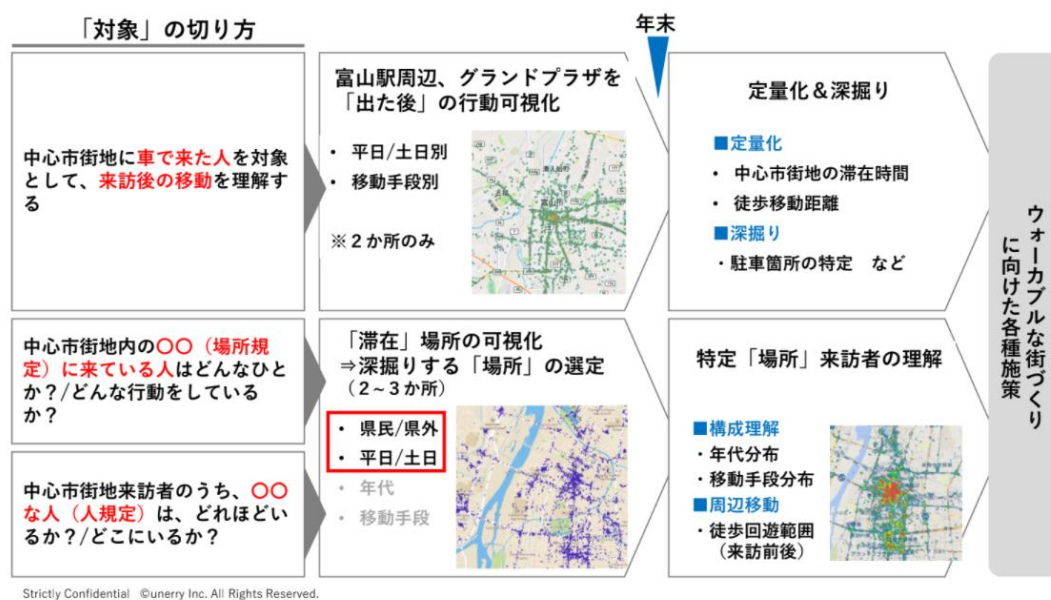 「対象」の切り方
年末
中心市街地に車で来た人を対象
として、来訪後の移動を理解す
る
富山駅周辺、グランドプラザを
「出た後」の行動可視化
・ 平日/土日別
・ 移動手段別
※２か所のみ
富山市
定量化＆深掘り
■定量化
・ 中心市街地の滞在時間
・ 徒歩移動距離
■深掘り
・駐車箇所の特定　など
中心市街地内の〇〇（場所規
定）に来ている人はどんなひと
か？/どんな行動をしている
か？
中心市街地来訪者のうち、〇〇
な人（人規定）は、どれほどい
るか？/どこにいるか？
「滞在」場所の可視化
⇒深掘りする「場所」の選定
（２~３か所）
・ 県民/県外
・ 平日/土日
・ 年代
・ 移動手段
特定「場所」来訪者の理解
■構成理解
・年代分布
・移動手段分布
■周辺移動
・徒歩回遊範囲
（来訪前後）
ウォーカブルな街づくり
に向けた各種施策
Strictly Confidential ©unerry Inc. All Rights Reserved.